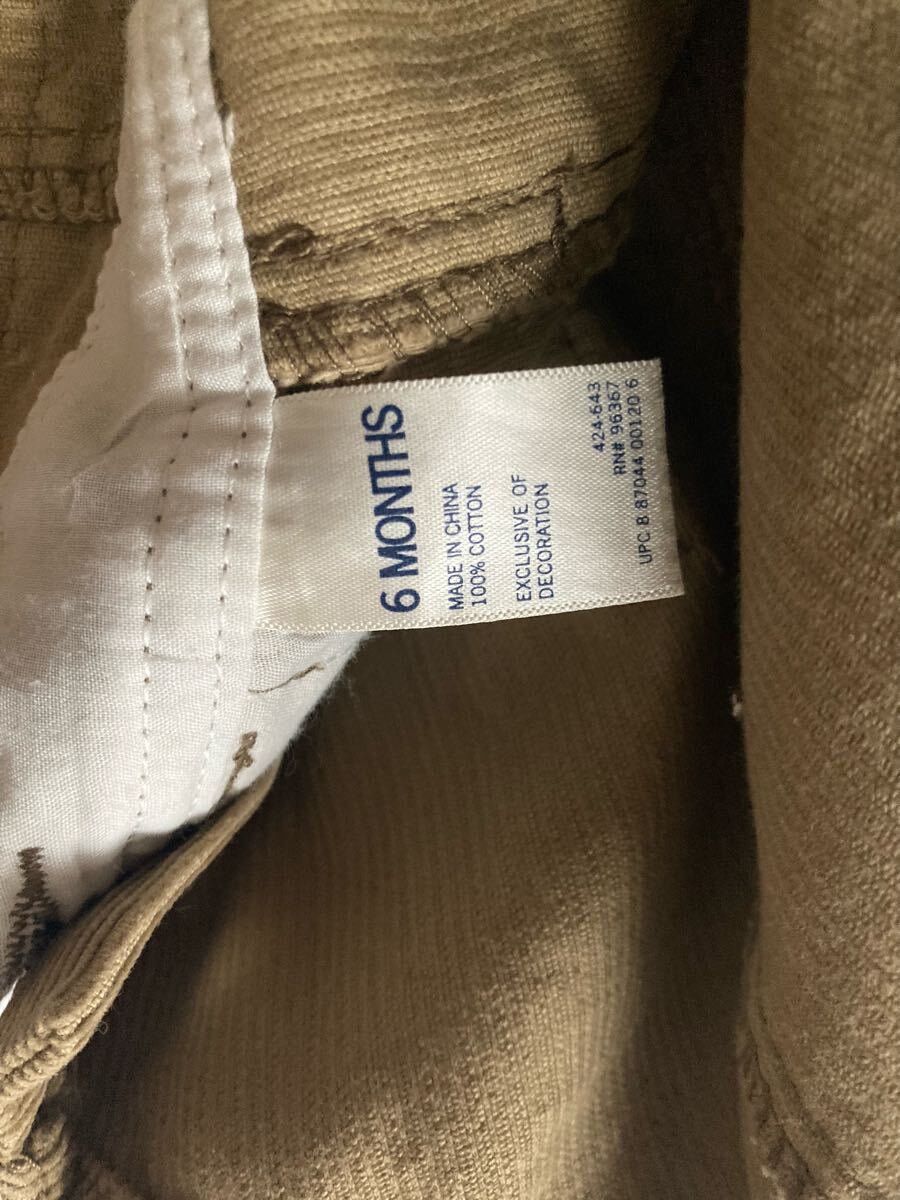 6 MONTHS
MADE IN CHINA
100% COTTON
EXCLUSIVE OF
DECORATION
424-643
RN# 96367
UPC 8 87044 00120 6